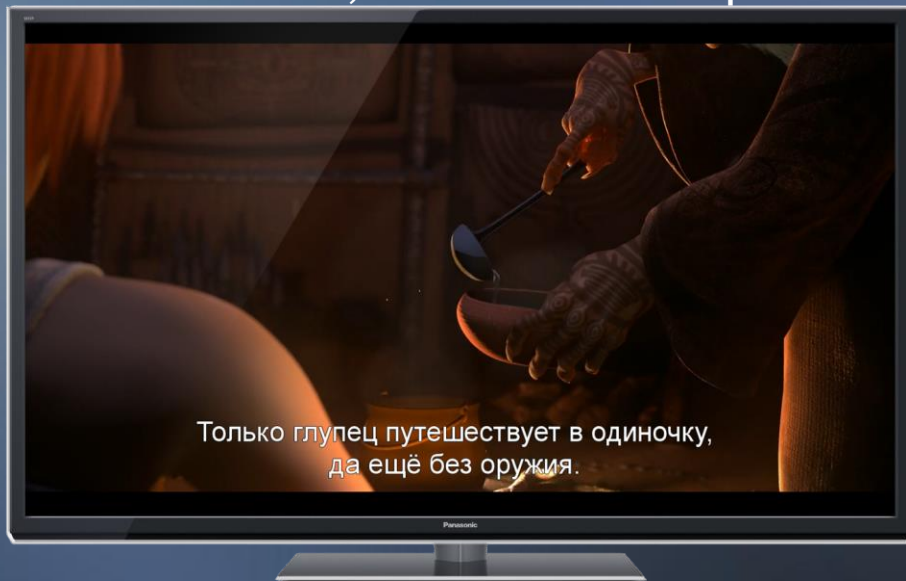 Только глупец путешествует в одиночку,
да ещё без оружия.
Panasonic